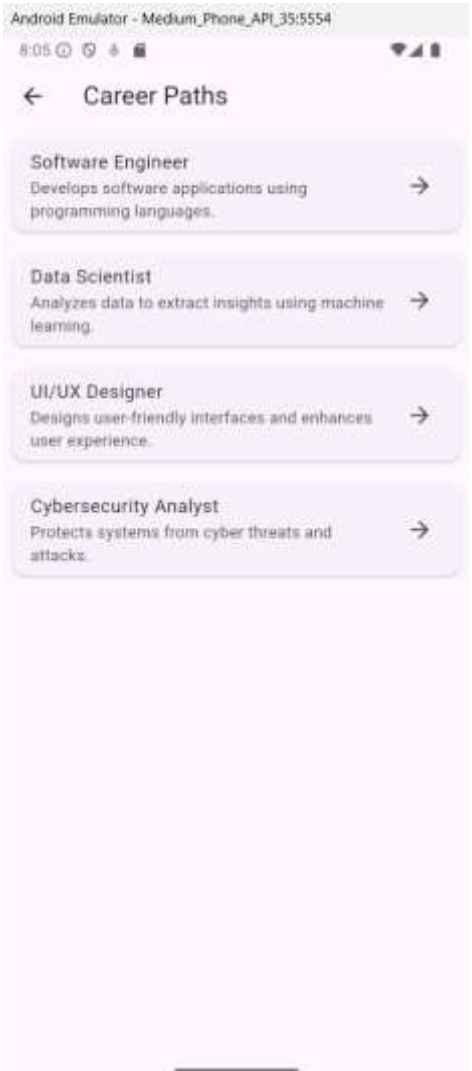 Android Emulator - Medium_Phone_API_35:5554
8:05
Career Paths
Software Engineer
Develops software applications using
programming languages.
Data Scientist
Analyzes data to extract insights using machine
learning.
UI/UX Designer
Designs user-friendly interfaces and enhances
user experience.
Cybersecurity Analyst
Protects systems from cyber threats and
attacks.